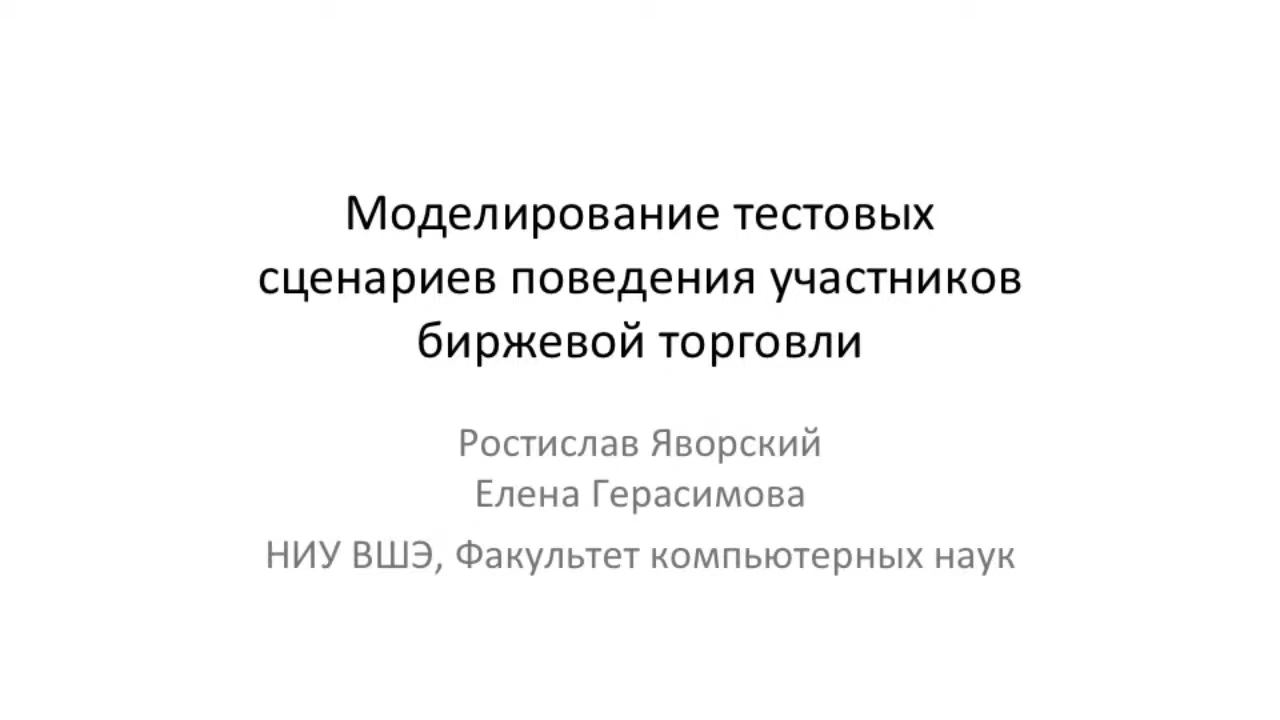 Моделирование тестовых
сценариев поведения участников
биржевой торговли
Ростислав Яворский
Елена Герасимова
НИУ ВШЭ, Факультет компьютерных наук